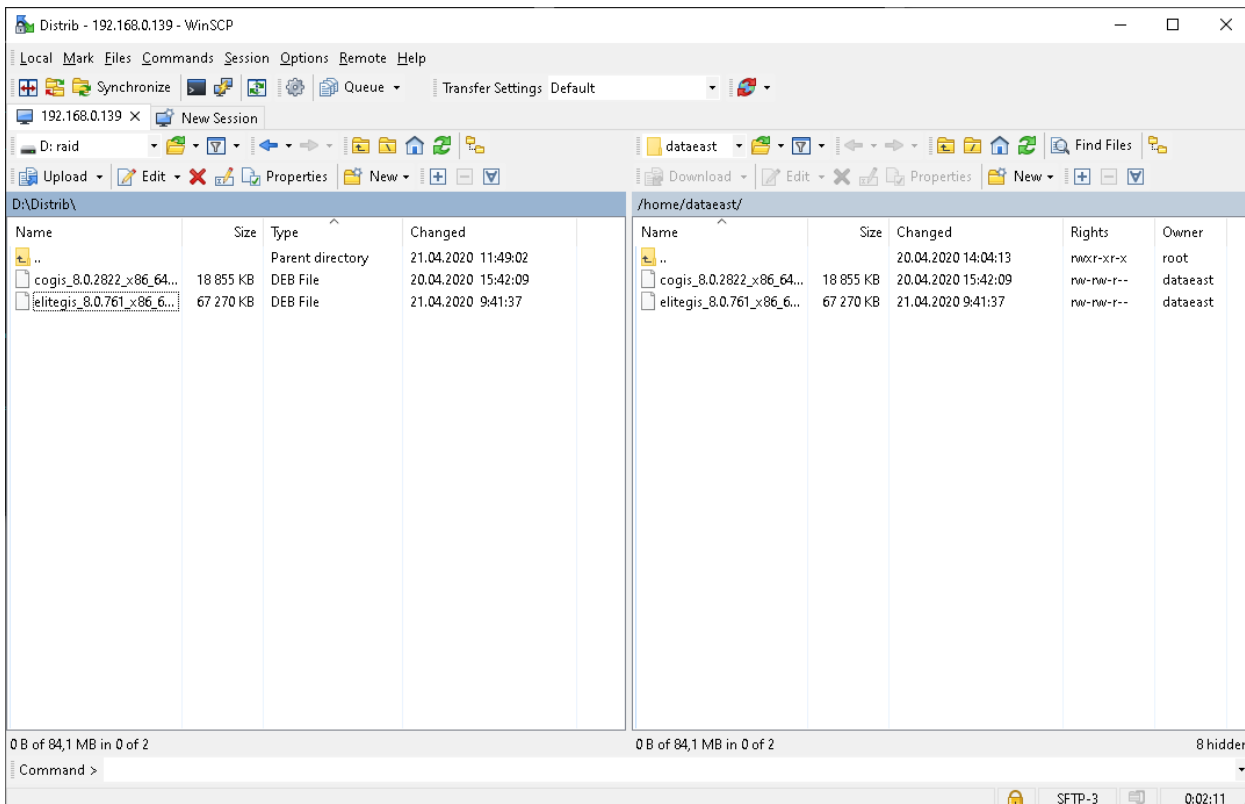 Distrib - 192.168.0.139 - WinSCP
Local Mark Files Commands Session Options Remote Help
Synchronize Queue Transfer Settings Default
192.168.0.139 New Session
D: raid dataeast Find Files
Upload Edit Properties New Download Edit Properties New
D:\Distrib\ /home/dataeast/
Name Size Type Changed Name Size Changed Rights Owner
.. Parent directory 21.04.2020 11:49:02 .. 20.04.2020 14:04:13 rwxr-xr-x root
cogis_8.0.2822_x86_64... 18 855 KB DEB File 20.04.2020 15:42:09 cogis_8.0.2822_x86_64... 18 855 KB 20.04.2020 15:42:09 rw-rw-r-- dataeast
elitegis_8.0.761_x86_6... 67 270 KB DEB File 21.04.2020 9:41:37 elitegis_8.0.761_x86_6... 67 270 KB 21.04.2020 9:41:37 rw-rw-r-- dataeast
0 B of 84,1 MB in 0 of 2 0 B of 84,1 MB in 0 of 2 8 hidden
Command >
SFTP-3 0:02:11